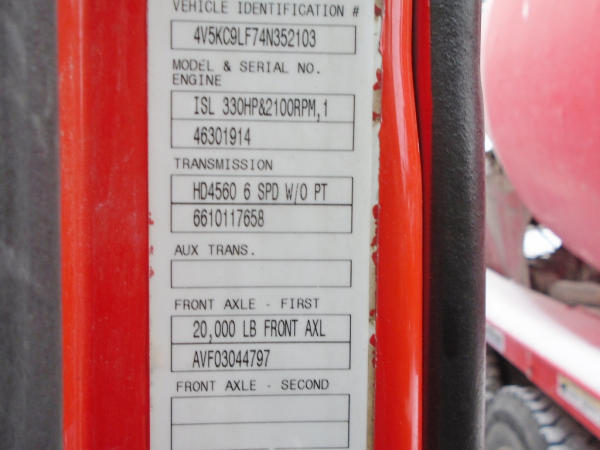 VEHICLE IDENTIFICATION #
4V5KC9LF74N352103
MODEL & SERIAL NO.
ENGINE
ISL 330HP&2100RPM,1
46301914
TRANSMISSION
HD4560 6 SPD W/O PT
6610117658
AUX TRANS.
FRONT AXLE - FIRST
20,000 LB FRONT AXL
AVF03044797
FRONT AXLE - SECOND